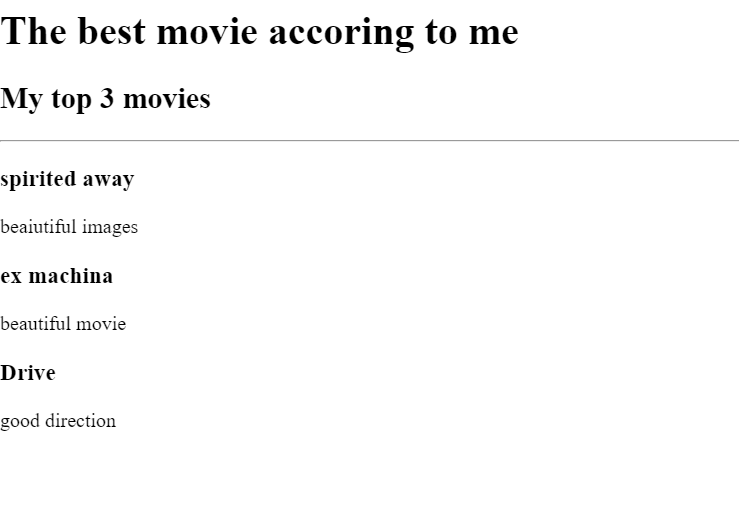 The best movie accoring to me
My top 3 movies
spirited away
beaiutiful images
ex machina
beautiful movie
Drive
good direction